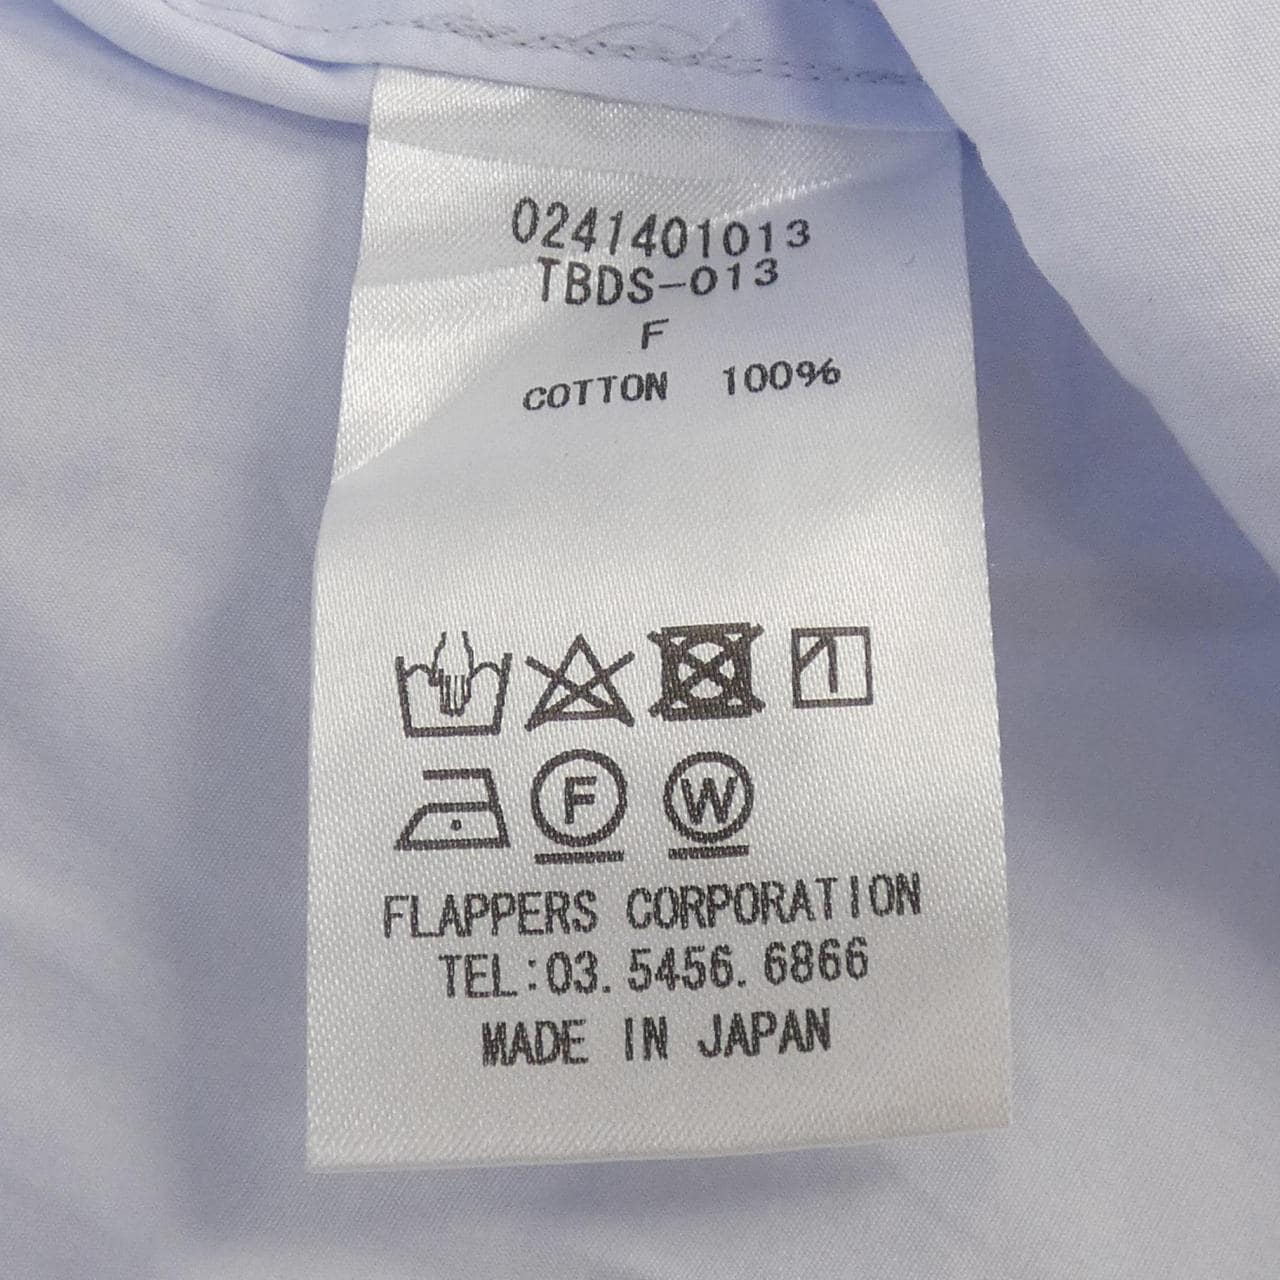 0241401013
TBDS-013
F
COTTON 100%
F W
FLAPPERS CORPORATION
TEL:03.5456.6866
MADE IN JAPAN